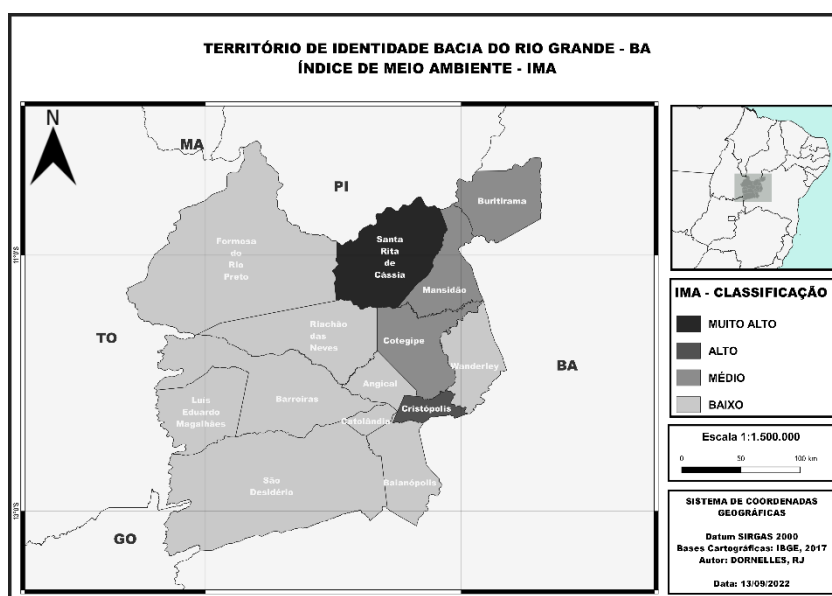 TERRITÓRIO DE IDENTIDADE BACIA DO RIO GRANDE - BA
ÍNDICE DE MEIO AMBIENTE - IMA
N
MA
PI
TO
BA
GO
Buritirama
Santa
Rita
de
Cássia
Formosa
do
Rio
Preto
Mansidão
Riachão
das
Neves
Cotegipe
Wanderley
Angical
Luís
Eduardo
Magalhães
Barreiras
Cristópolis
Catolândia
São
Desidério
Baianópolis
11°0'S
13°0'S
IMA - CLASSIFICAÇÃO
MUITO ALTO
ALTO
MÉDIO
BAIXO
Escala 1:1.500.000
0 50 100 km
SISTEMA DE COORDENADAS
GEOGRÁFICAS
Datum SIRGAS 2000
Bases Cartográficas: IBGE, 2017
Autor: DORNELLES, RJ
Data: 13/09/2022